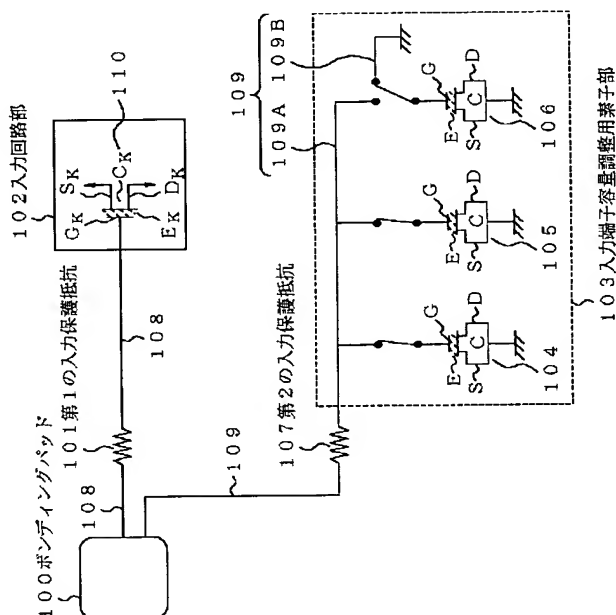 102入力回路部
110
S_K
C_K
G_K
D_K
E_K
108
101第1の入力保護抵抗
108
100ボンディングパッド
109
107第2の入力保護抵抗
109
109A
109B
G
E
D
C
S
106
G
E
D
C
S
105
G
E
D
C
S
104
103入力端子容量調整用素子部